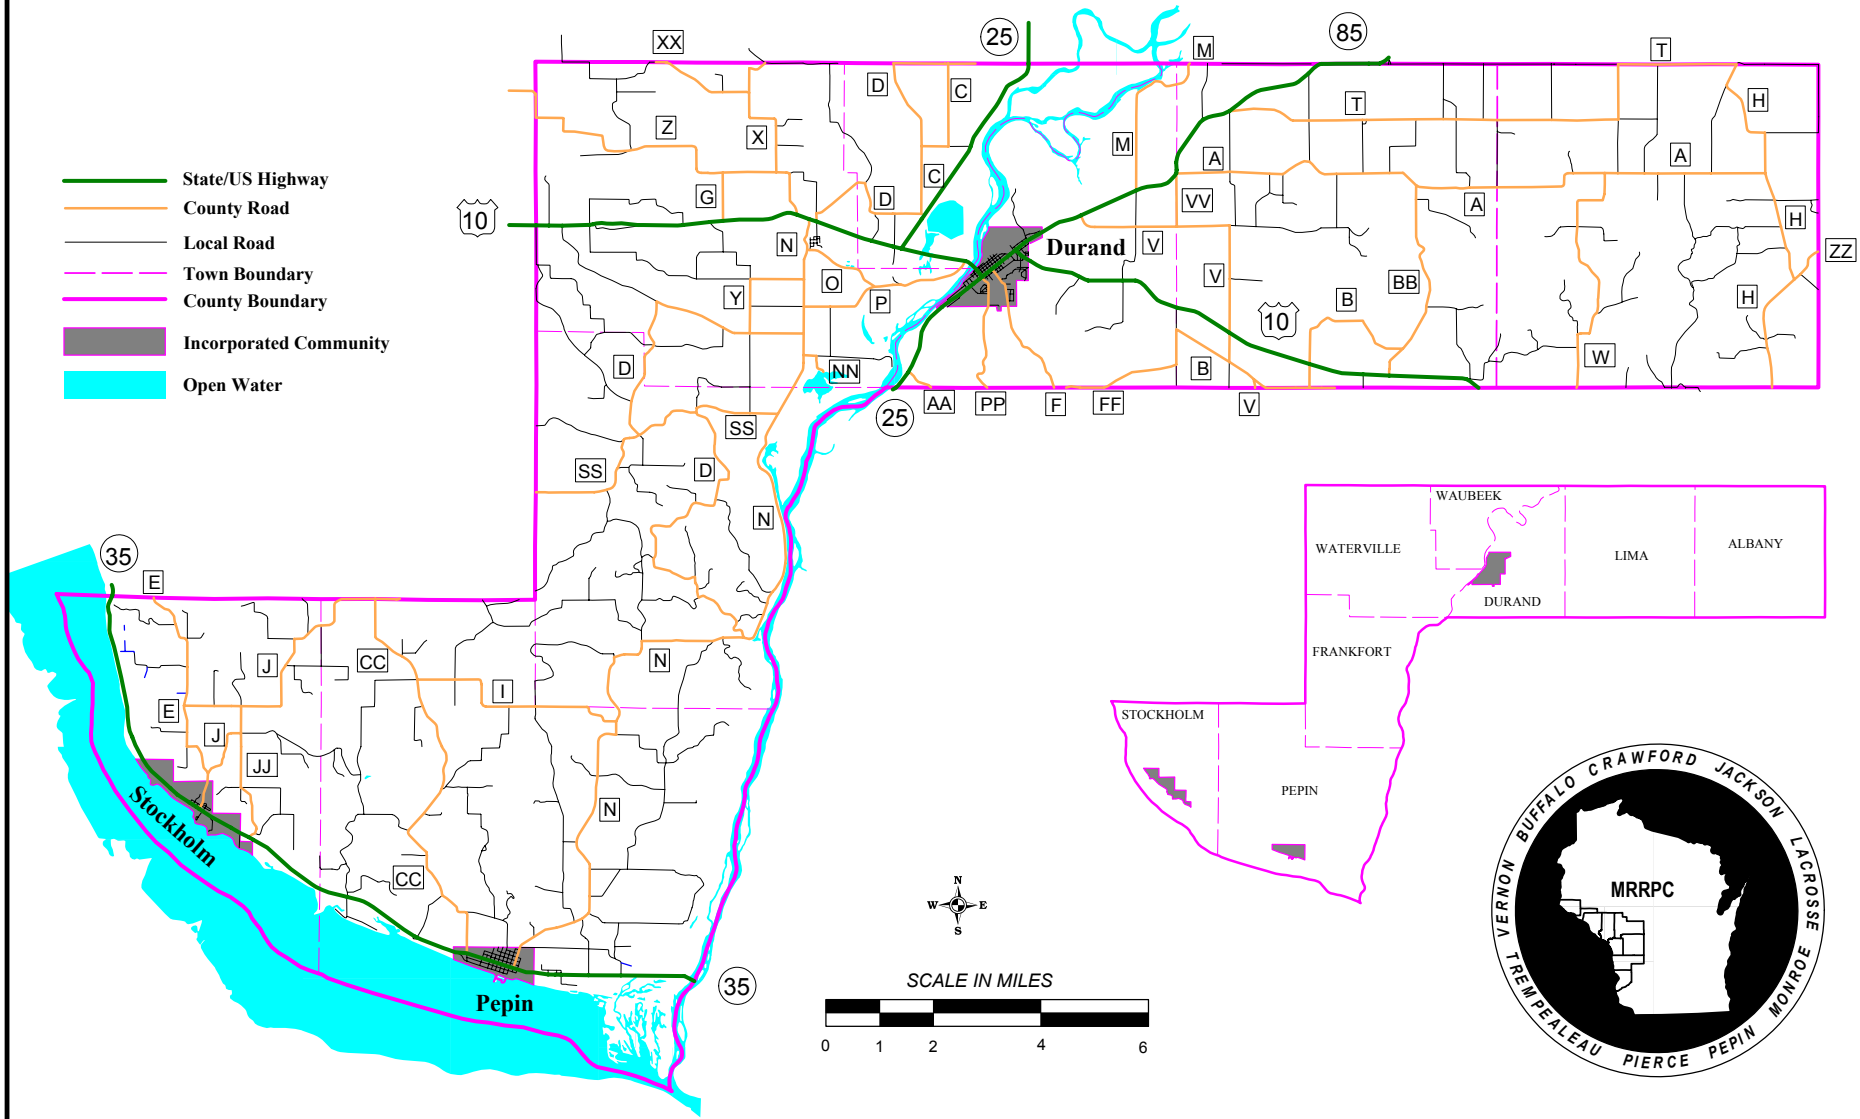 XX
25
85
M
T
D
C
H
T
Z
X
M
A
A
State/US Highway
C
County Road
G
D
VV
A
10
H
Local Road
N
Durand
V
ZZ
Town Boundary
O
V
BB
County Boundary
Y
P
B
H
10
Incorporated Community
D
NN
B
W
Open Water
AA
PP
F
FF
V
25
SS
SS
D
N
WAUBEEK
WATERVILLE
LIMA
ALBANY
35
E
DURAND
J
CC
N
FRANKFORT
I
E
J
STOCKHOLM
JJ
Stockholm
N
PEPIN
CC
N
W E
S
Pepin
35
SCALE IN MILES
0 1 2 4 6
MRRPC
VERNON BUFFALO CRAWFORD JACKSON LACROSSE
TREMPEALEAU PIERCE PEPIN MONROE